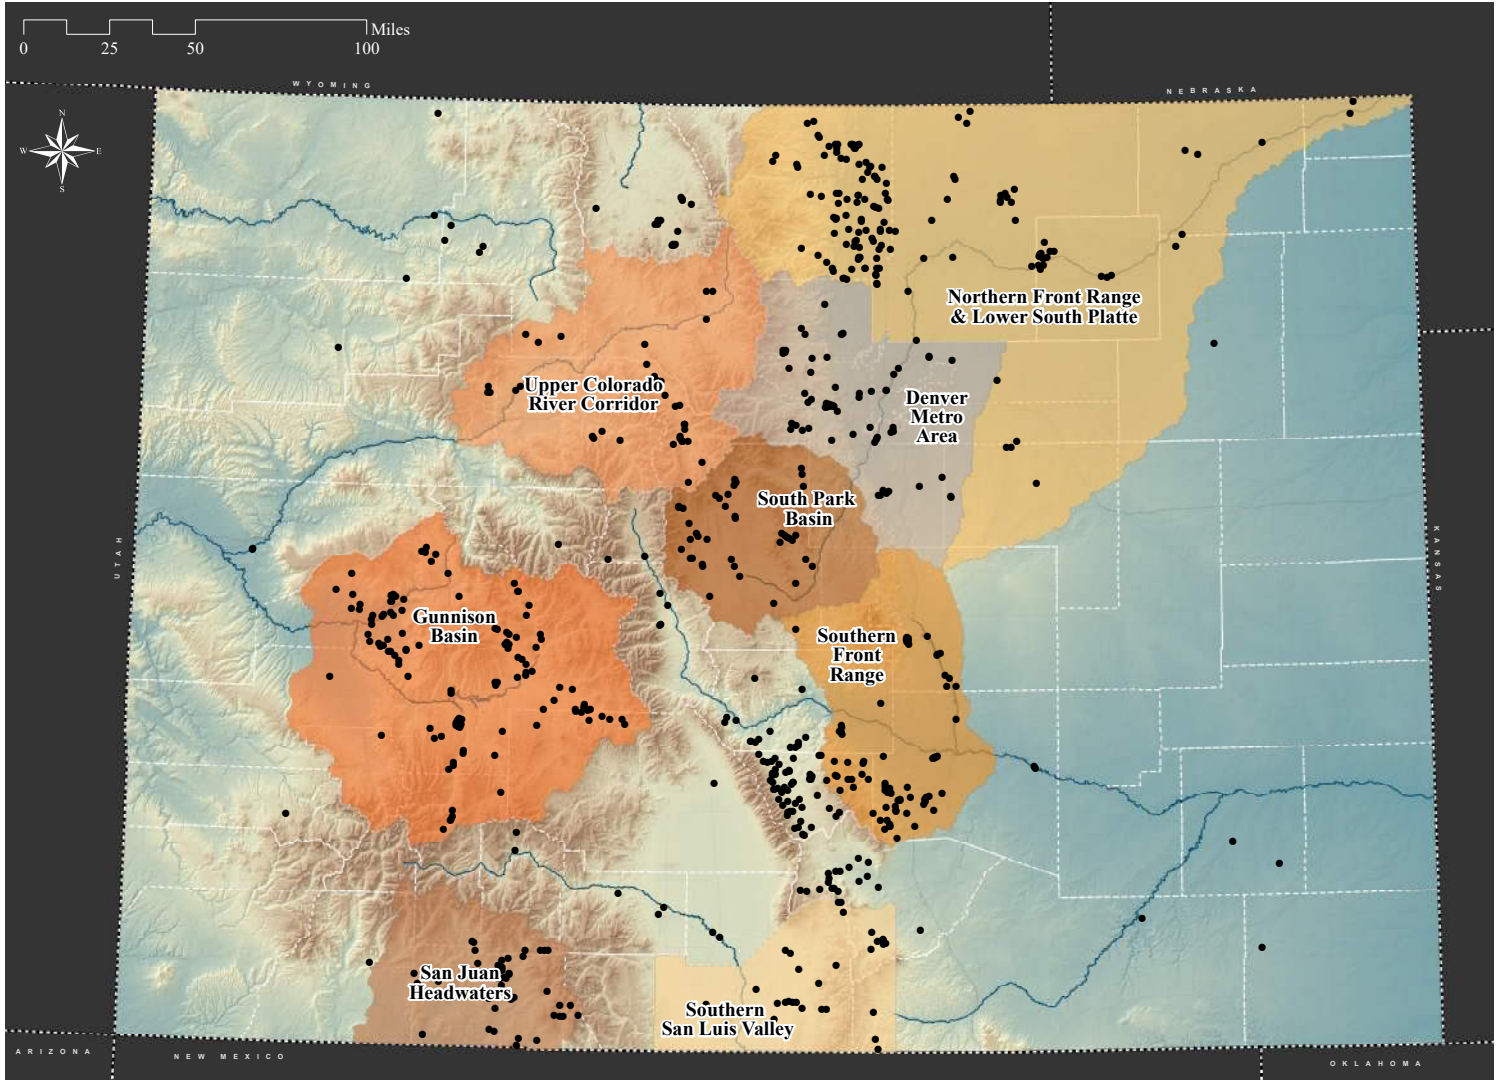 Miles
0 25 50 100
WYOMING
NEBRASKA
N
W E
S
Northern Front Range
& Lower South Platte
Upper Colorado
River Corridor
Denver
Metro
Area
South Park
Basin
UTAH
KANSAS
Gunnison
Basin
Southern
Front
Range
San Juan
Headwaters
Southern
San Luis Valley
ARIZONA
NEW MEXICO
OKLAHOMA